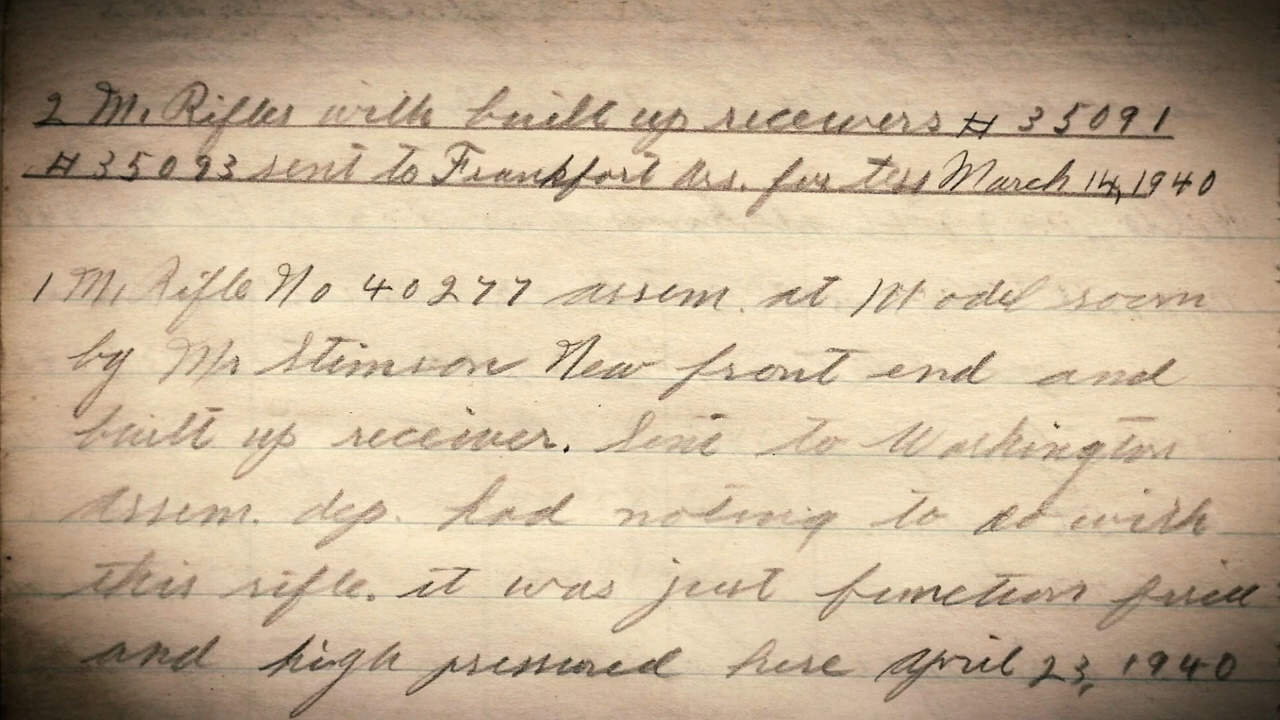 2 M1 Rifles with built up receivers # 35091
# 35093 sent to Frankfort Ars. for tess March 14, 1940
1 M1 Rifle No 40277 assem. at Model room
by Mr Stimson New front end and
built up receiver. Sent to Washington
Assem. dep. had noting to do with
this rifle. it was just function fired
and high pressured here April 23, 1940